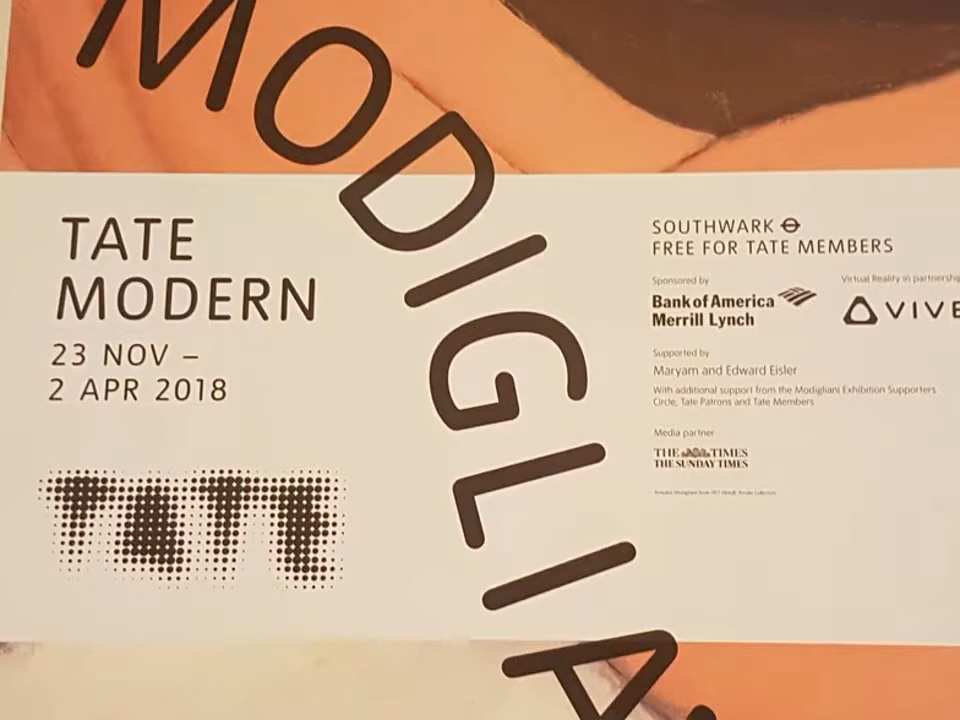 MODIGLIA
TATE
MODERN
23 NOV –
2 APR 2018
TATE
SOUTHWARK
FREE FOR TATE MEMBERS
Sponsored by
Bank of America
Merrill Lynch
Virtual Reality in partnership
VIVE
Supported by
Maryam and Edward Eisler
With additional support from the Modigliani Exhibition Supporters
Circle, Tate Patrons and Tate Members
Media partner
THE TIMES
THE SUNDAY TIMES